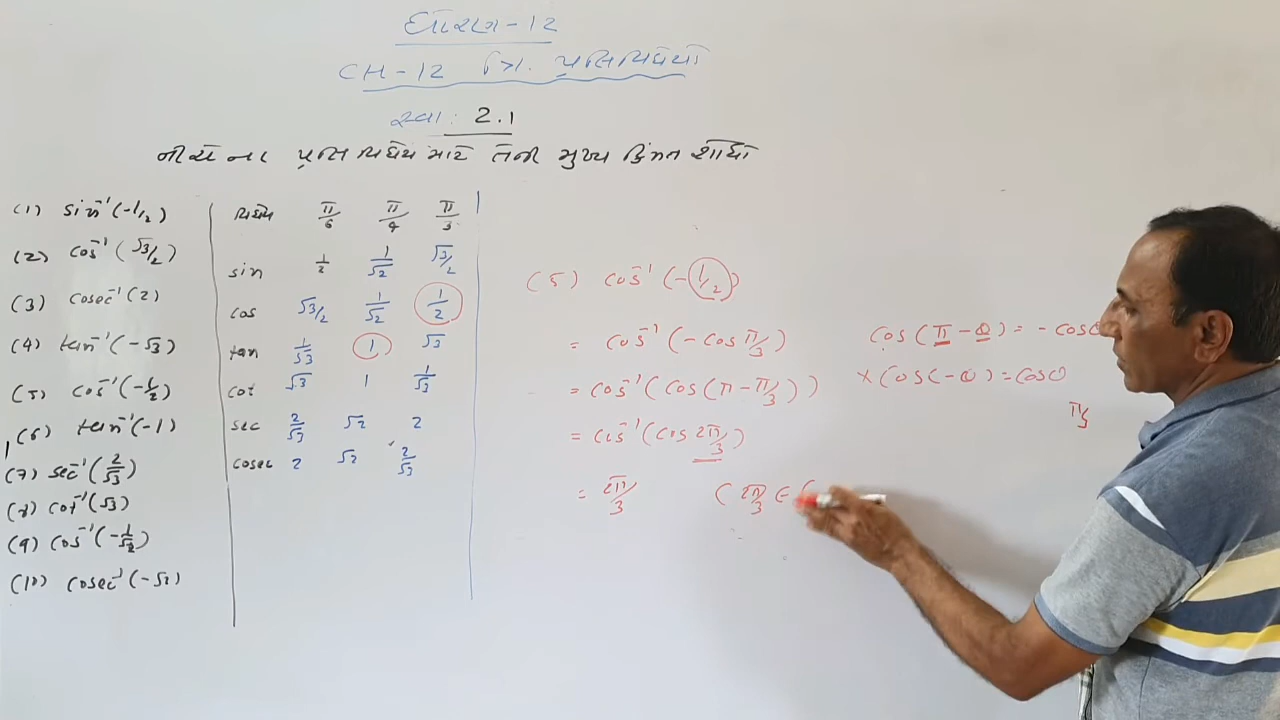 ધોરણ-12
CH-12 ત્રિ. પ્રતિવિધેયો
સ્વા: 2.1
નીચેના પ્રતિવિધેય માટે તેની મુખ્ય કિંમત શોધો
(1) sin⁻¹(-1/2)
(2) cos⁻¹(√3/2)
(3) cosec⁻¹(2)
(4) tan⁻¹(-√3)
(5) cos⁻¹(-1/2)
(6) tan⁻¹(-1)
(7) sec⁻¹(2/√3)
(8) cot⁻¹(√3)
(9) cos⁻¹(-1/√2)
(10) cosec⁻¹(-√2)
વિધેય π/6 π/4 π/3
sin 1/2 1/√2 √3/2
cos √3/2 1/√2 1/2
tan 1/√3 1 √3
cot √3 1 1/√3
sec 2/√3 √2 2
cosec 2 √2 2/√3
(5) cos⁻¹(-1/2)
= cos⁻¹(-cos π/3)
= cos⁻¹(cos(π-π/3))
= cos⁻¹(cos 2π/3)
= 2π/3 (2π/3 ∈ (
cos(π-θ) = -cosθ
× cos(-θ) = cosθ
π/3